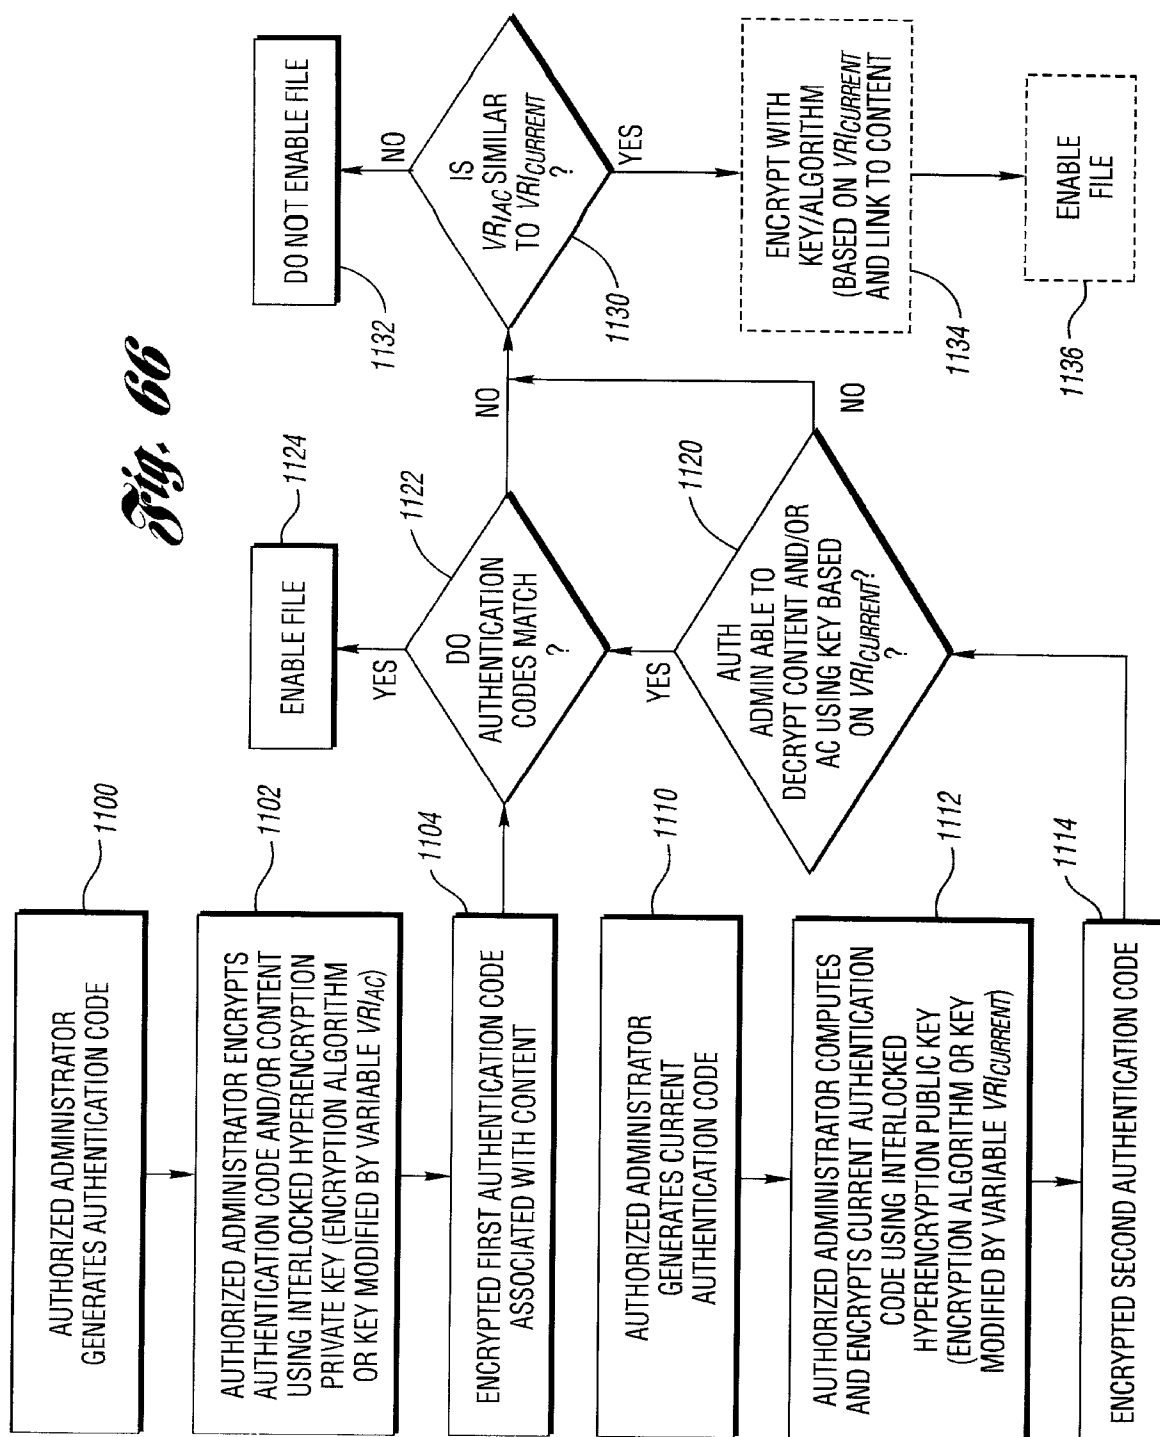 Fig. 66
AUTHORIZED ADMINISTRATOR
GENERATES AUTHENTICATION CODE
1100
AUTHORIZED ADMINISTRATOR ENCRYPTS
AUTHENTICATION CODE AND/OR CONTENT
USING INTERLOCKED HYPERENCRYPTION
PRIVATE KEY (ENCRYPTION ALGORITHM
OR KEY MODIFIED BY VARIABLE VRIAC)
1102
ENCRYPTED FIRST AUTHENTICATION CODE
ASSOCIATED WITH CONTENT
1104
AUTHORIZED ADMINISTRATOR
GENERATES CURRENT
AUTHENTICATION CODE
1110
AUTHORIZED ADMINISTRATOR COMPUTES
AND ENCRYPTS CURRENT AUTHENTICATION
CODE USING INTERLOCKED
HYPERENCRYPTION PUBLIC KEY
(ENCRYPTION ALGORITHM OR KEY
MODIFIED BY VARIABLE VRICURRENT)
1112
ENCRYPTED SECOND AUTHENTICATION CODE
1114
ENABLE FILE
1124
YES
DO
AUTHENTICATION
CODES MATCH
?
1122
NO
YES
AUTH
ADMIN ABLE TO
DECRYPT CONTENT AND/OR
AC USING KEY BASED
ON VRICURRENT?
?
1120
NO
DO NOT ENABLE FILE
1132
NO
IS
VRIAC SIMILAR
TO VRICURRENT
?
1130
YES
ENCRYPT WITH
KEY/ALGORITHM
(BASED ON VRICURRENT
AND LINK TO CONTENT
1134
ENABLE
FILE
1136